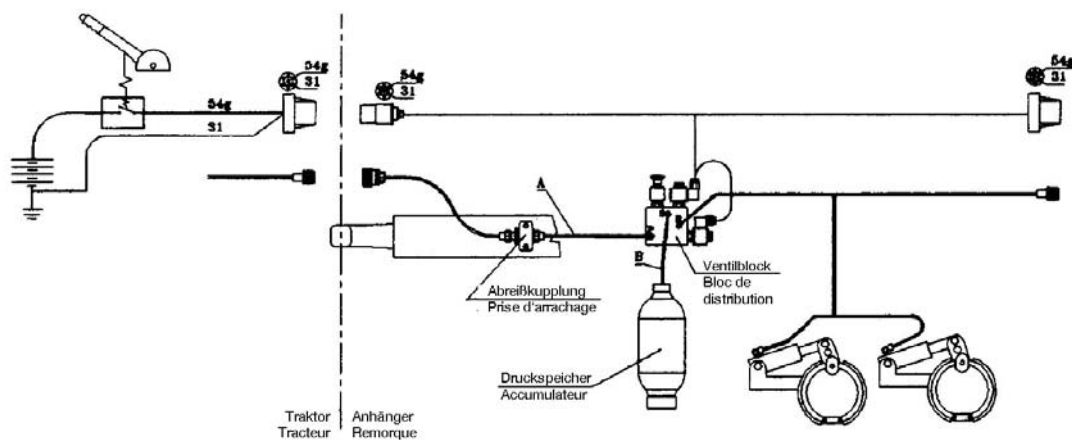 54g
31
54g
31
54g
31
54g
31
A
B
Ventilblock
Bloc de
distribution
Abreißkupplung
Prise d'arrachage
Druckspeicher
Accumulateur
Traktor
Tracteur
Anhänger
Remorque